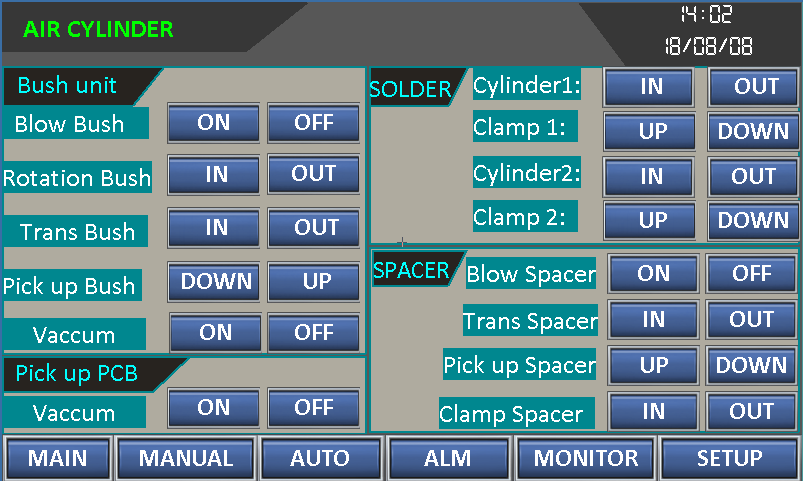 AIR CYLINDER
14:02
18/08/08
Bush unit
Blow Bush ON OFF
Rotation Bush IN OUT
Trans Bush IN OUT
Pick up Bush DOWN UP
Vaccum ON OFF
Pick up PCB
Vaccum ON OFF
SOLDER
Cylinder1: IN OUT
Clamp 1: UP DOWN
Cylinder2: IN OUT
Clamp 2: UP DOWN
SPACER
Blow Spacer ON OFF
Trans Spacer IN OUT
Pick up Spacer UP DOWN
Clamp Spacer IN OUT
MAIN MANUAL AUTO ALM MONITOR SETUP